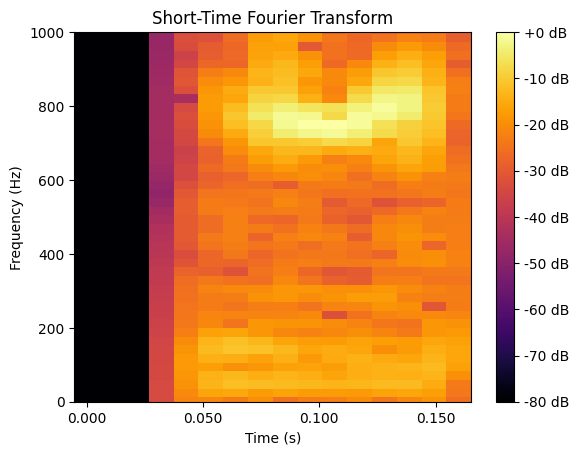 Short-Time Fourier Transform
1000
800
600
400
200
0
Frequency (Hz)
0.000
0.050
0.100
0.150
Time (s)
+0 dB
-10 dB
-20 dB
-30 dB
-40 dB
-50 dB
-60 dB
-70 dB
-80 dB